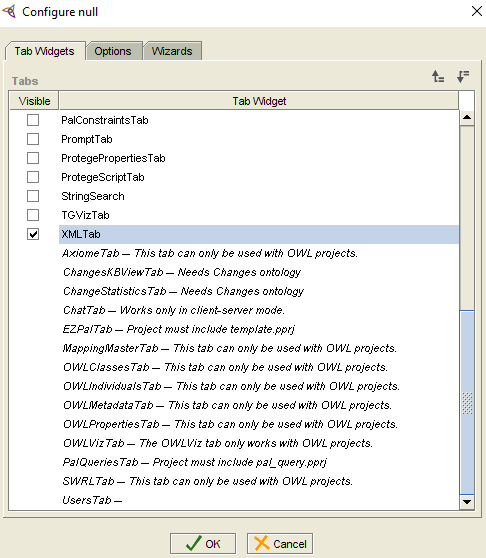 Configure null
Tab Widgets Options Wizards
Tabs
Visible Tab Widget
PalConstraintsTab
PromptTab
ProtegePropertiesTab
ProtegeScriptTab
StringSearch
TGVizTab
XMLTab
AxiomeTab -- This tab can only be used with OWL projects.
ChangesKBViewTab -- Needs Changes ontology
ChangeStatisticsTab -- Needs Changes ontology
ChatTab -- Works only in client-server mode.
EZPalTab -- Project must include template.pprj
MappingMasterTab -- This tab can only be used with OWL projects.
OWLClassesTab -- This tab can only be used with OWL projects.
OWLIndividualsTab -- This tab can only be used with OWL projects.
OWLMetadataTab -- This tab can only be used with OWL projects.
OWLPropertiesTab -- This tab can only be used with OWL projects.
OWLVizTab -- The OWLViz tab only works with OWL projects.
PalQueriesTab -- Project must include pal_query.pprj
SWRLTab -- This tab can only be used with OWL projects.
UsersTab --
OK Cancel